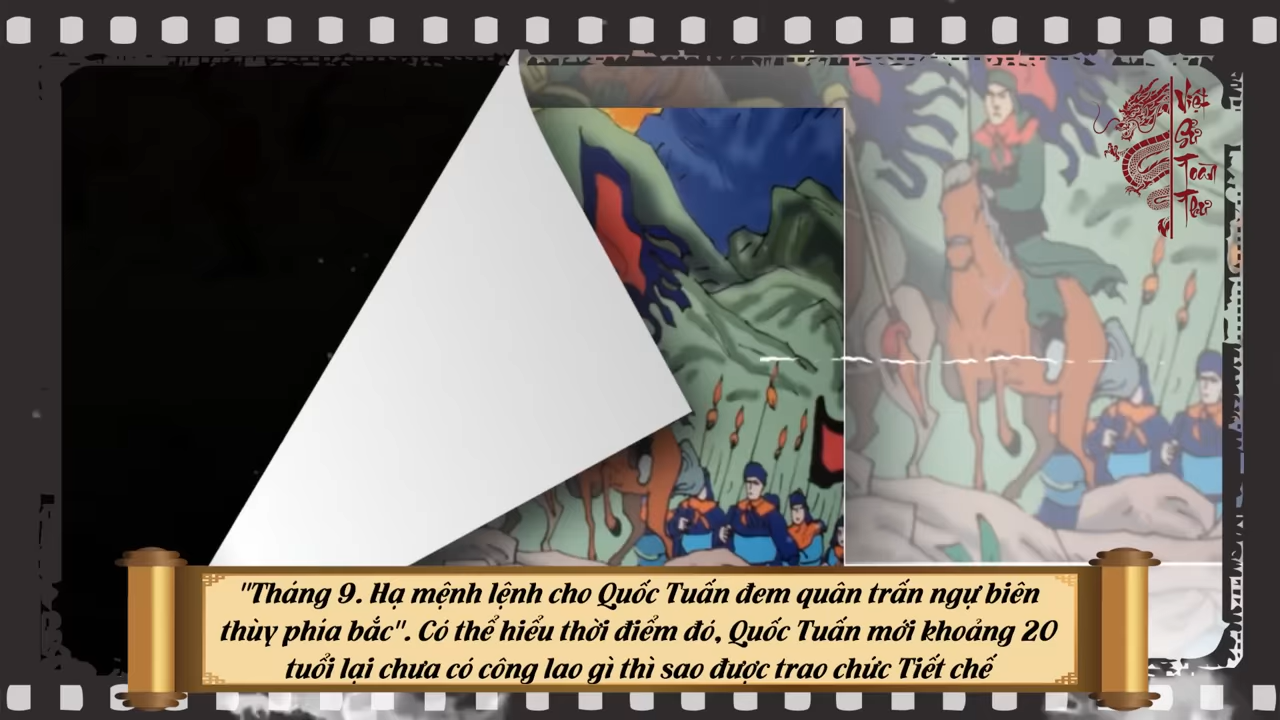 Việt
Sử
Toàn
Thư
"Tháng 9. Hạ mệnh lệnh cho Quốc Tuấn đem quân trấn ngự biên
thùy phía bắc". Có thể hiểu thời điểm đó, Quốc Tuấn mới khoảng 20
tuổi lại chưa có công lao gì thì sao được trao chức Tiết chế